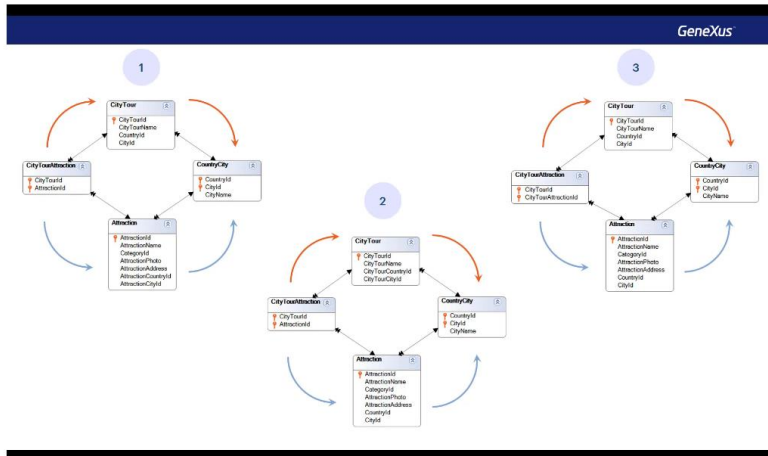 GeneXus
1
CityTour
CityTourId
CityTourName
CountryId
CityId
CityTourAttraction
CityTourId
AttractionId
CountryCity
CountryId
CityId
CityName
Attraction
AttractionId
AttractionName
CategoryId
AttractionPhoto
AttractionAddress
AttractionCountryId
AttractionCityId
2
CityTour
CityTourId
CityTourName
CityTourCountryId
CityTourCityId
CityTourAttraction
CityTourId
AttractionId
CountryCity
CountryId
CityId
CityName
Attraction
AttractionId
AttractionName
CategoryId
AttractionPhoto
AttractionAddress
CountryId
CityId
3
CityTour
CityTourId
CityTourName
CountryId
CityId
CityTourAttraction
CityTourId
CityTourAttractionId
CountryCity
CountryId
CityId
CityName
Attraction
AttractionId
AttractionName
CategoryId
AttractionPhoto
AttractionAddress
CountryId
CityId